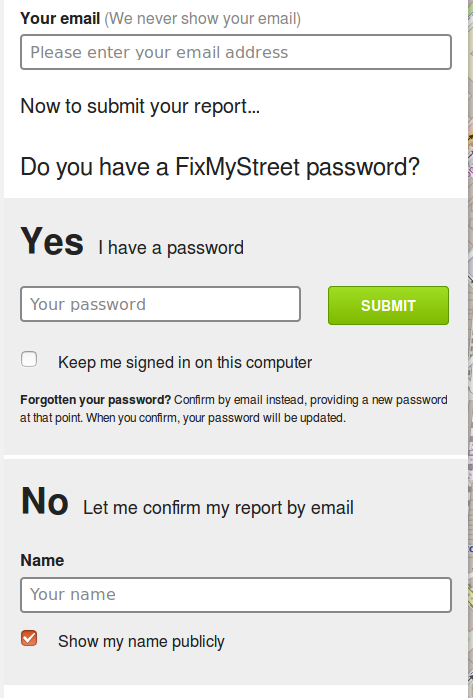 Your email (We never show your email)
Please enter your email address
Now to submit your report...
Do you have a FixMyStreet password?
Yes I have a password
Your password
SUBMIT
Keep me signed in on this computer
Forgotten your password? Confirm by email instead, providing a new password
at that point. When you confirm, your password will be updated.
No Let me confirm my report by email
Name
Your name
Show my name publicly